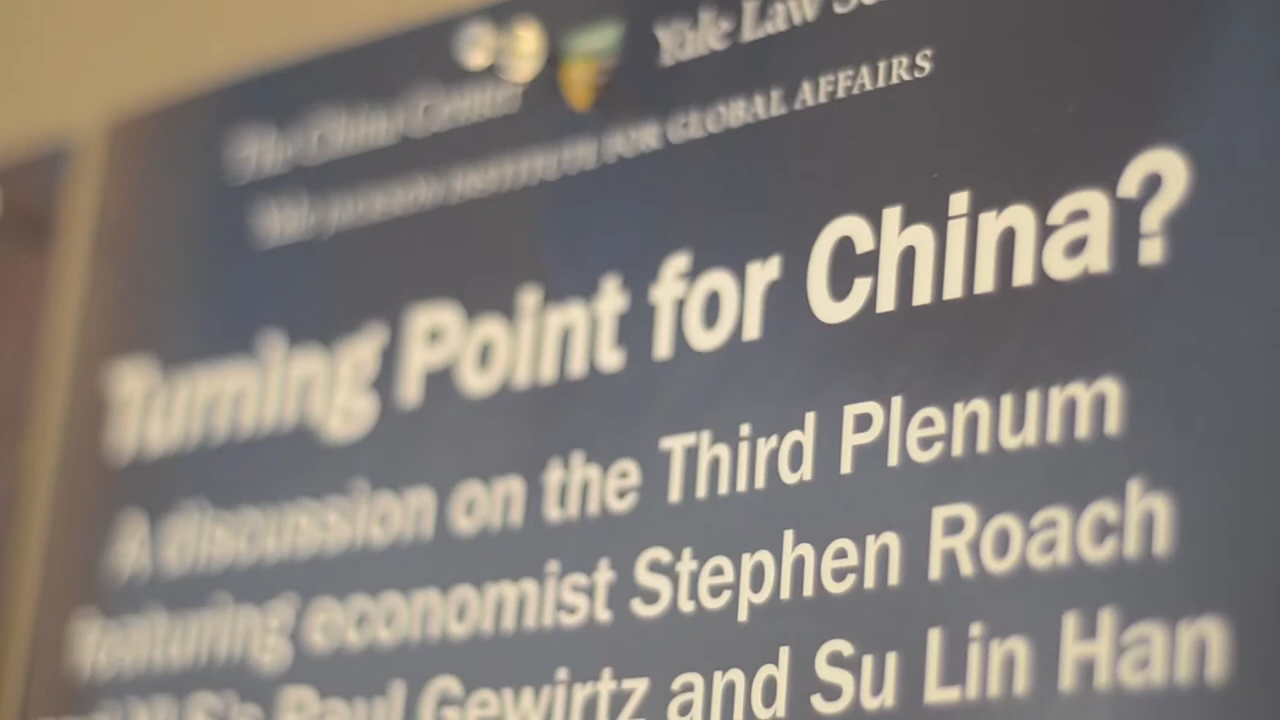 Yale Law
The China Center
JACKSON INSTITUTE FOR GLOBAL AFFAIRS
Turning Point for China?
A discussion on the Third Plenum
featuring economist Stephen Roach
YLS's Paul Gewirtz and Su Lin Han